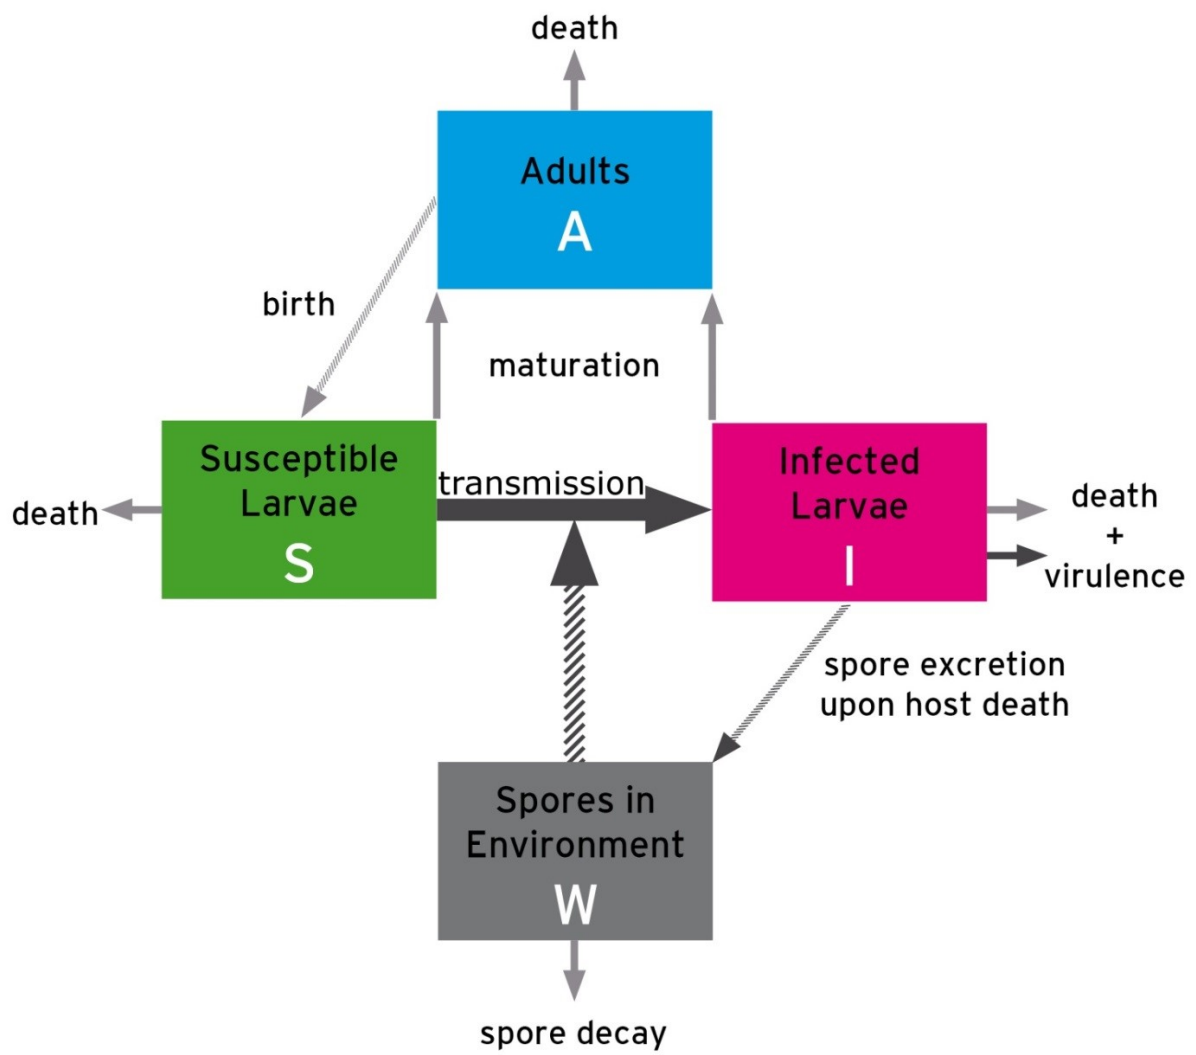 death
Adults
A
birth
maturation
Susceptible
Larvae
S
transmission
Infected
Larvae
I
death
death
+
virulence
spore excretion
upon host death
Spores in
Environment
W
spore decay